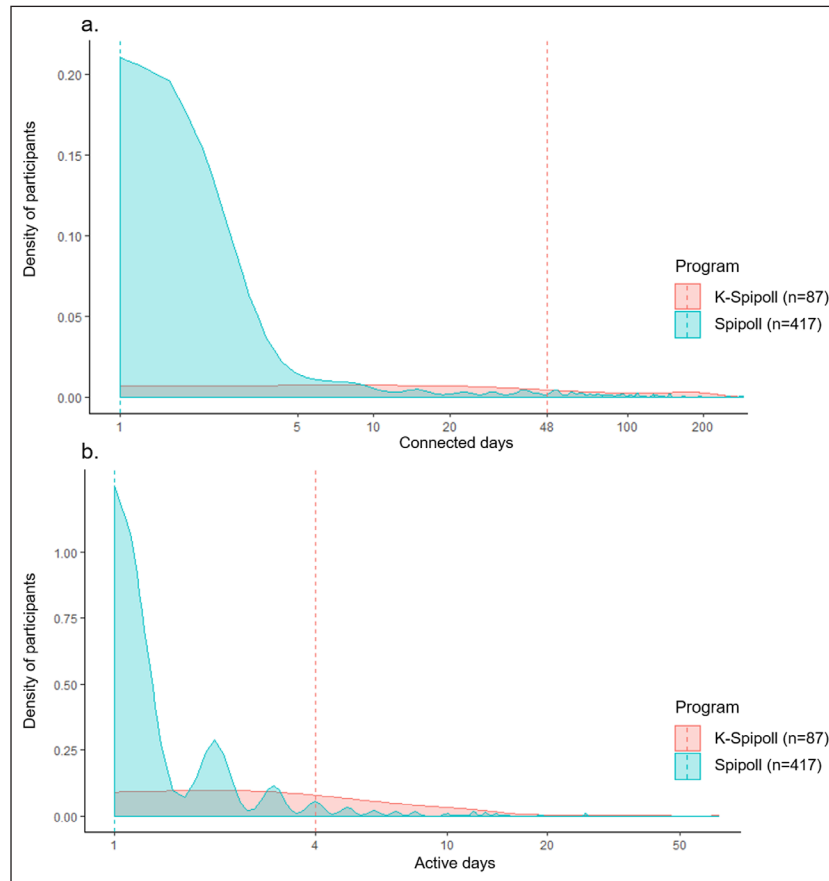 a.
Density of participants
0.20
0.15
0.10
0.05
0.00
1 5 10 20 48 100 200
Connected days
Program
K-Spipoll (n=87)
Spipoll (n=417)
b.
Density of participants
1.00
0.75
0.50
0.25
0.00
1 4 10 20 50
Active days
Program
K-Spipoll (n=87)
Spipoll (n=417)